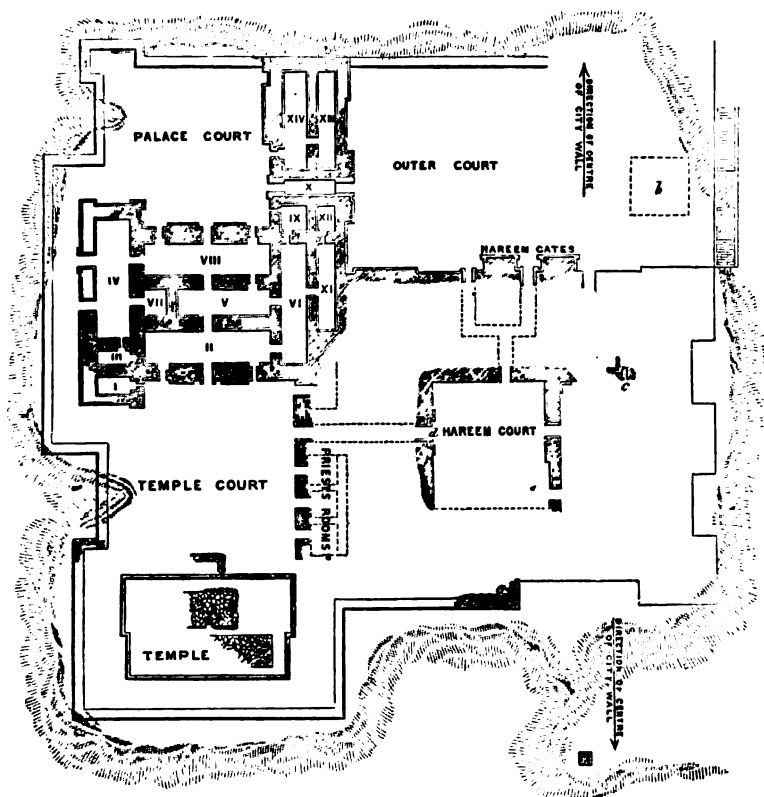 DIRECTION OF CENTRE
OF CITY WALL
XIV
XIII
PALACE COURT
OUTER COURT
X
b
IX
XII
HAREEM GATES
VIII
IV
VII
V
VI
XI
II
III
I
c
d
HAREEM COURT
TEMPLE COURT
PRIESTS ROOMS
e
TEMPLE
DIRECTION OF CENTRE
OF CITY WALL